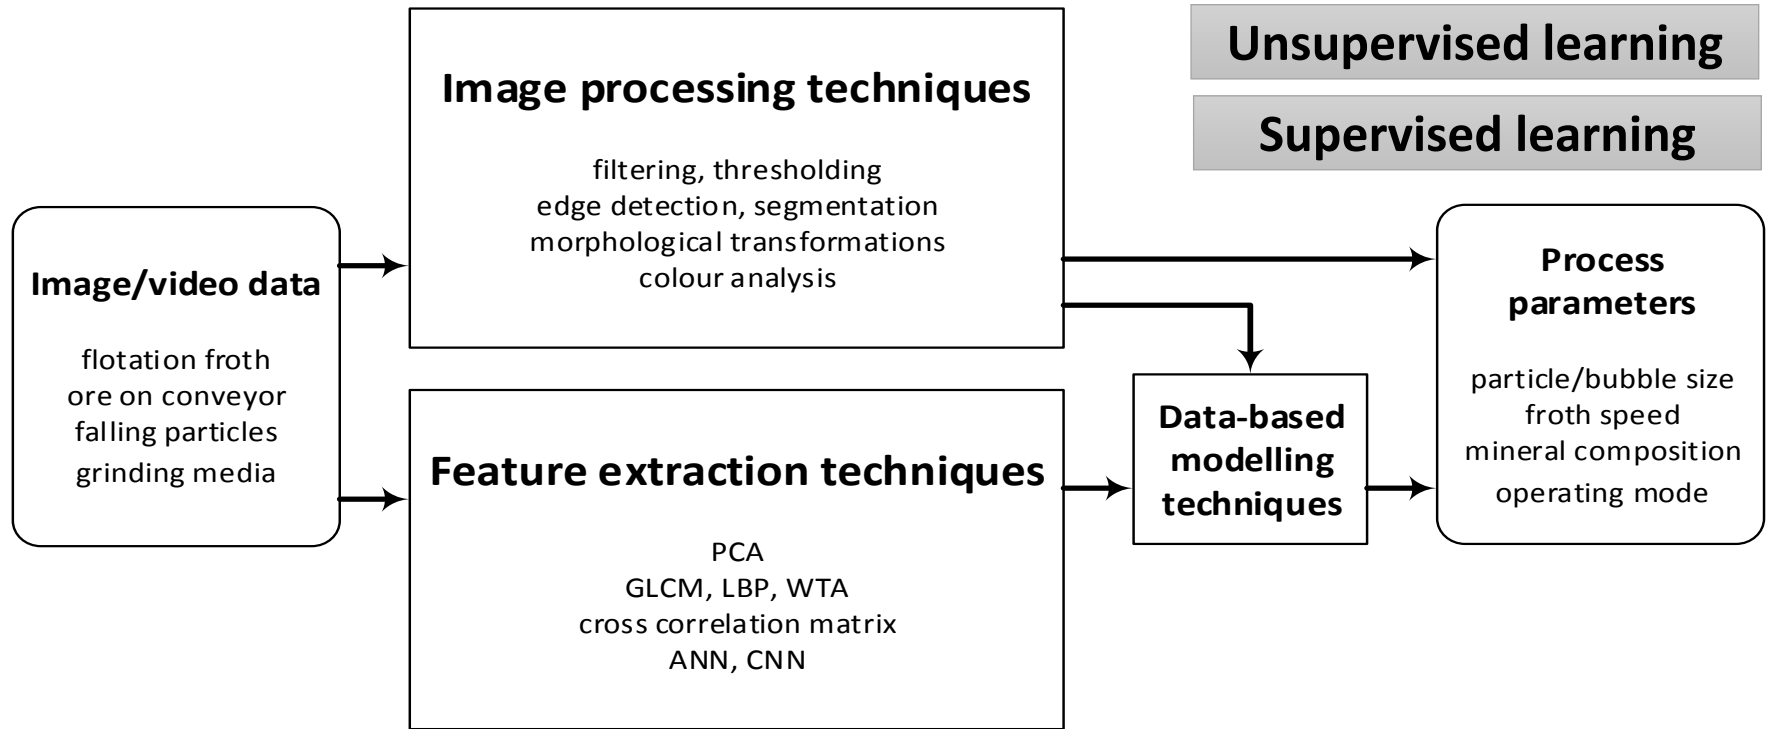 Unsupervised learning
Supervised learning
Image/video data
flotation froth
ore on conveyor
falling particles
grinding media
Image processing techniques
filtering, thresholding
edge detection, segmentation
morphological transformations
colour analysis
Feature extraction techniques
PCA
GLCM, LBP, WTA
cross correlation matrix
ANN, CNN
Data-based
modelling
techniques
Process
parameters
particle/bubble size
froth speed
mineral composition
operating mode